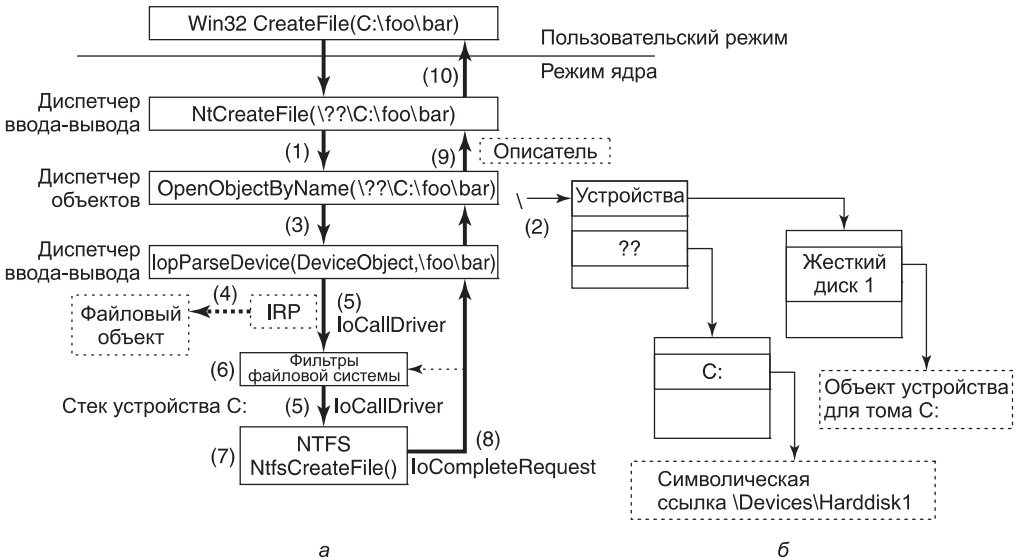 Win32 CreateFile(C:\foo\bar)
Пользовательский режим
Режим ядра
(10)
Диспетчер
ввода-вывода
NtCreateFile(\??\C:\foo\bar)
(1)
(9)
Описатель
Диспетчер
объектов
OpenObjectByName(\??\C:\foo\bar)
(3)
Диспетчер
ввода-вывода
IopParseDevice(DeviceObject,\foo\bar)
(4)
Файловый
объект
IRP
(5)
IoCallDriver
(6)
Фильтры
файловой системы
Стек устройства C:
(5)
IoCallDriver
(7)
NTFS
NtfsCreateFile()
(8)
IoCompleteRequest
а
\
(2)
Устройства
??
Жесткий
диск 1
C:
Объект устройства
для тома C:
Символическая
ссылка \Devices\Harddisk1
б